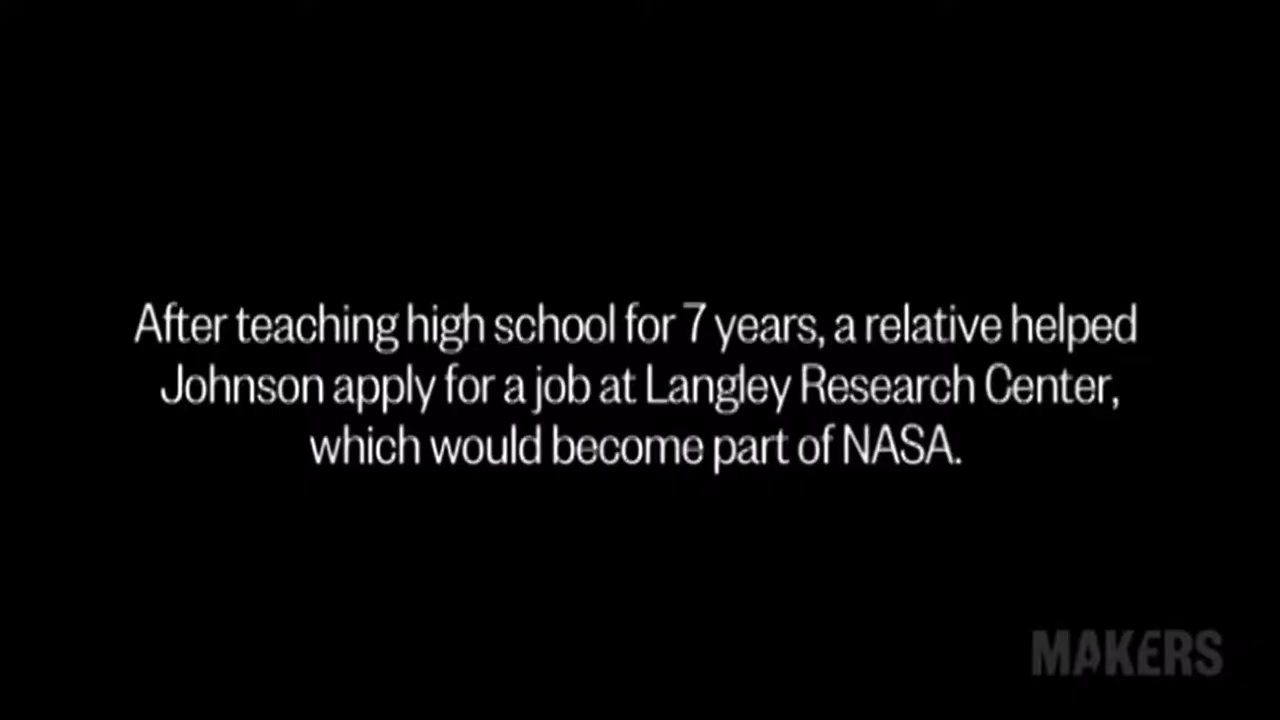 After teaching high school for 7 years, a relative helped
Johnson apply for a job at Langley Research Center,
which would become part of NASA.
MAKERS